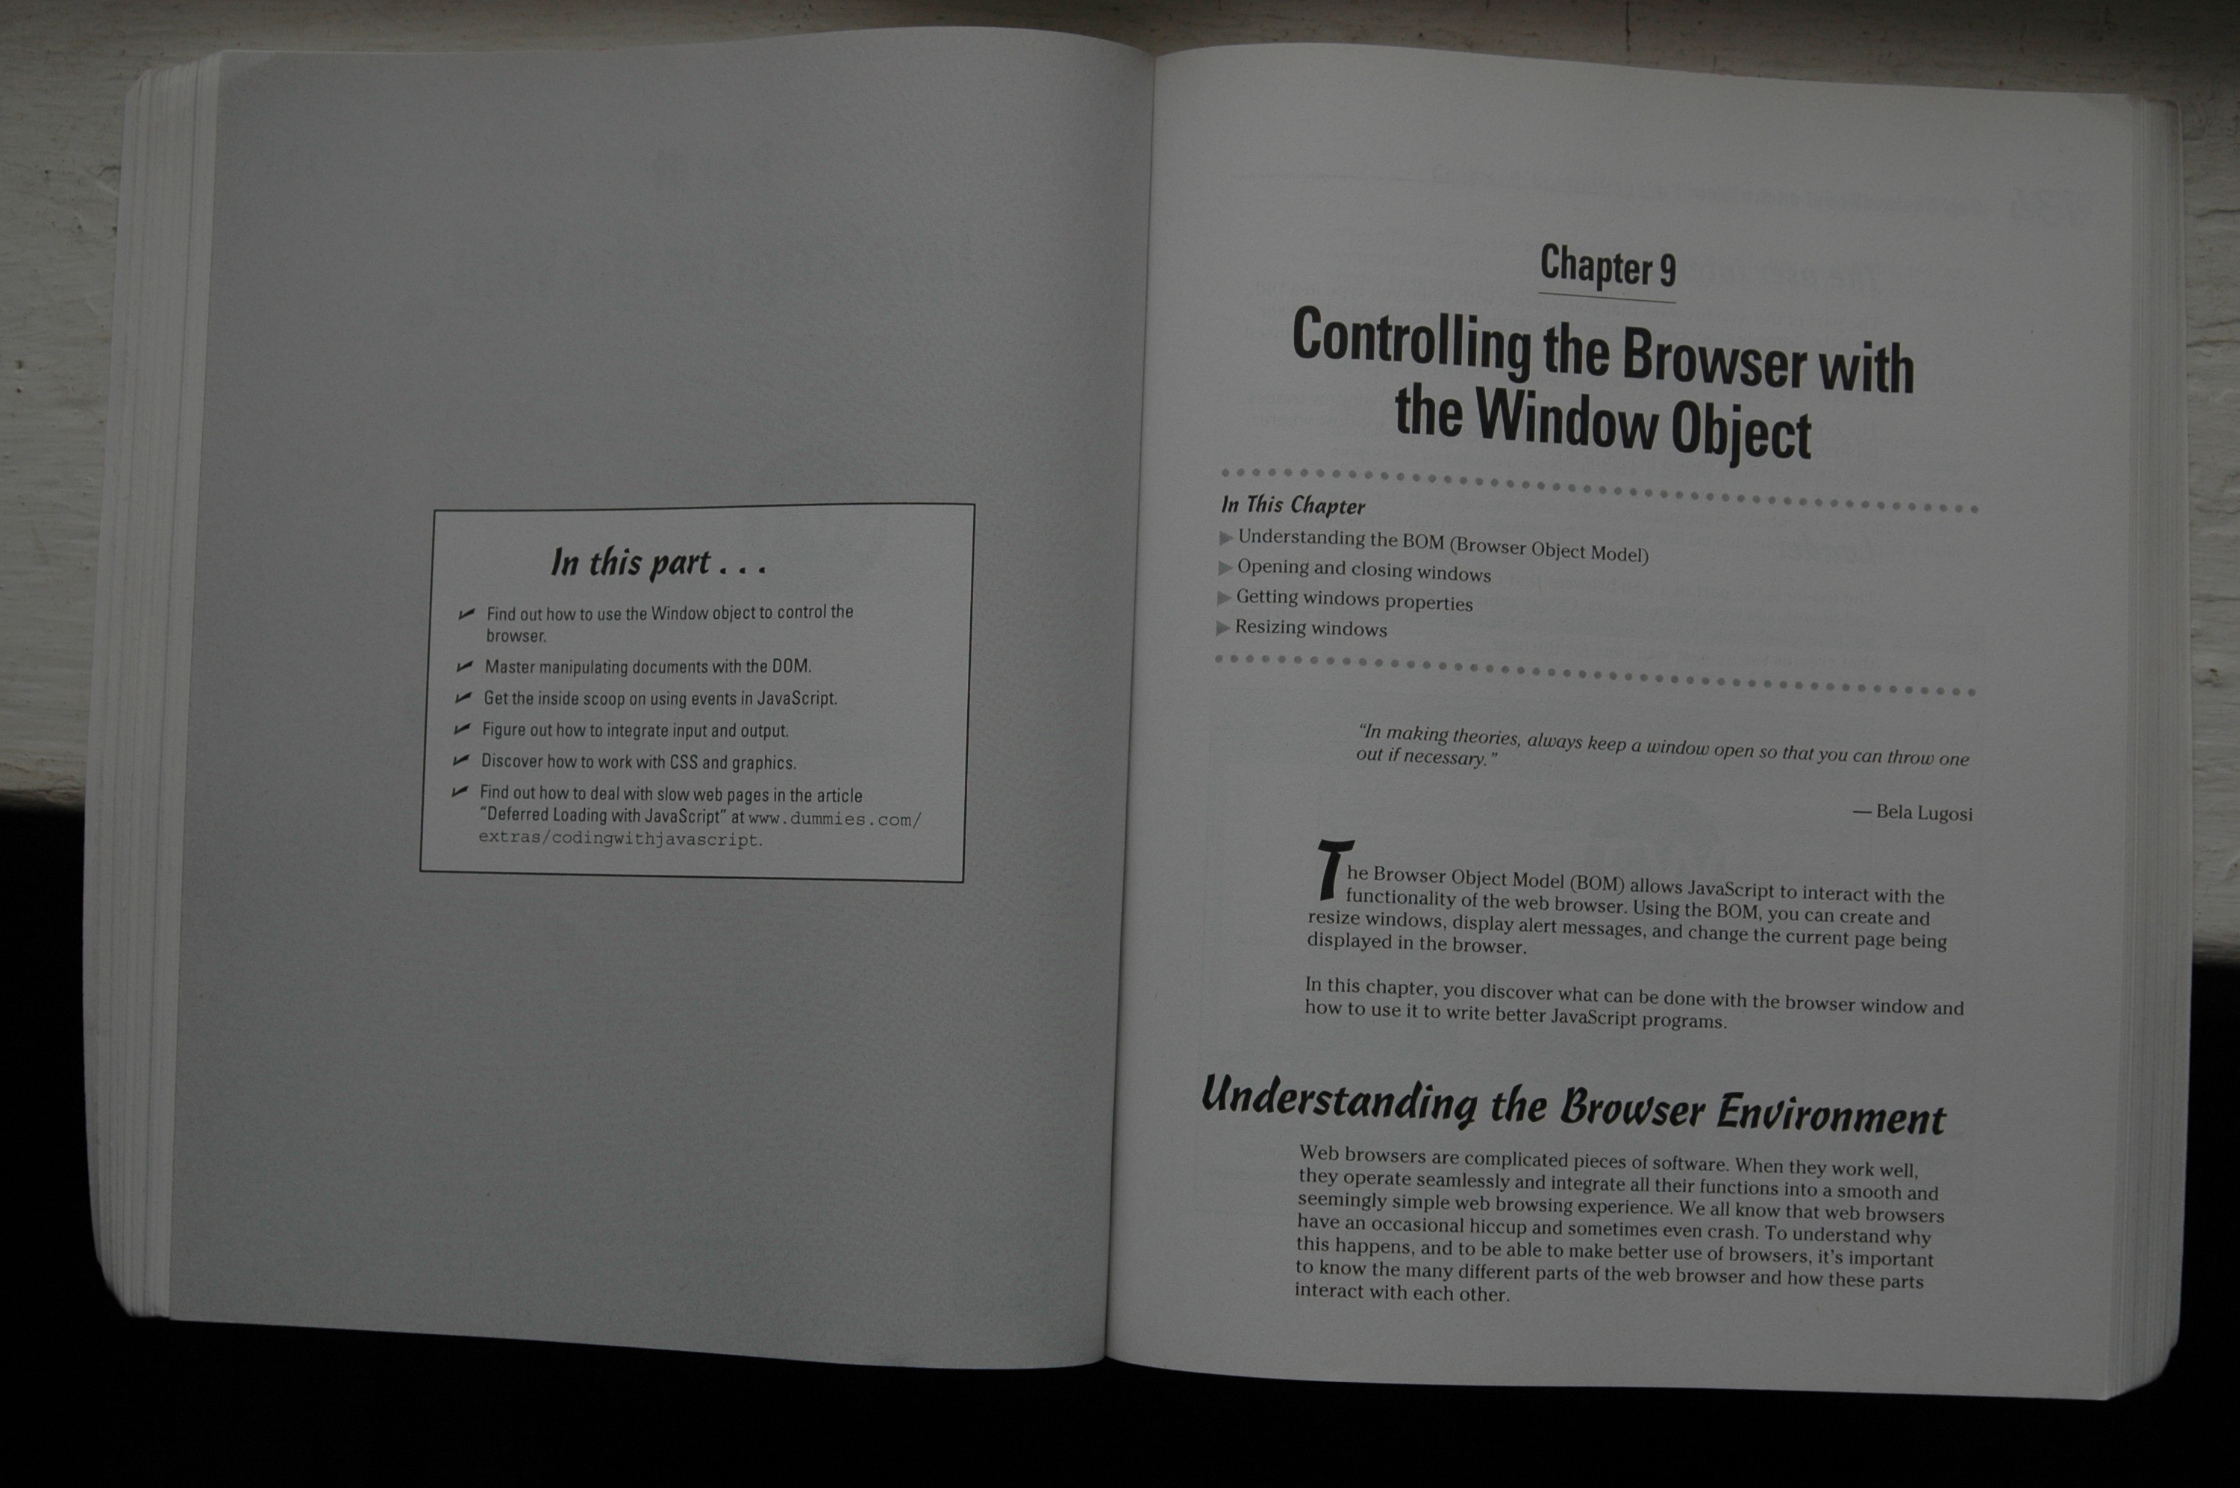 In this part . . .
✓ Find out how to use the Window object to control the
browser.
✓ Master manipulating documents with the DOM.
✓ Get the inside scoop on using events in JavaScript.
✓ Figure out how to integrate input and output.
✓ Discover how to work with CSS and graphics.
✓ Find out how to deal with slow web pages in the article
“Deferred Loading with JavaScript” at www.dummies.com/
extras/codingwithjavascript.
Chapter 9
Controlling the Browser with
the Window Object
In This Chapter
▶ Understanding the BOM (Browser Object Model)
▶ Opening and closing windows
▶ Getting windows properties
▶ Resizing windows
“In making theories, always keep a window open so that you can throw one
out if necessary.”
— Bela Lugosi
The Browser Object Model (BOM) allows JavaScript to interact with the
functionality of the web browser. Using the BOM, you can create and
resize windows, display alert messages, and change the current page being
displayed in the browser.
In this chapter, you discover what can be done with the browser window and
how to use it to write better JavaScript programs.
Understanding the Browser Environment
Web browsers are complicated pieces of software. When they work well,
they operate seamlessly and integrate all their functions into a smooth and
seemingly simple web browsing experience. We all know that web browsers
have an occasional hiccup and sometimes even crash. To understand why
this happens, and to be able to make better use of browsers, it's important
to know the many different parts of the web browser and how these parts
interact with each other.